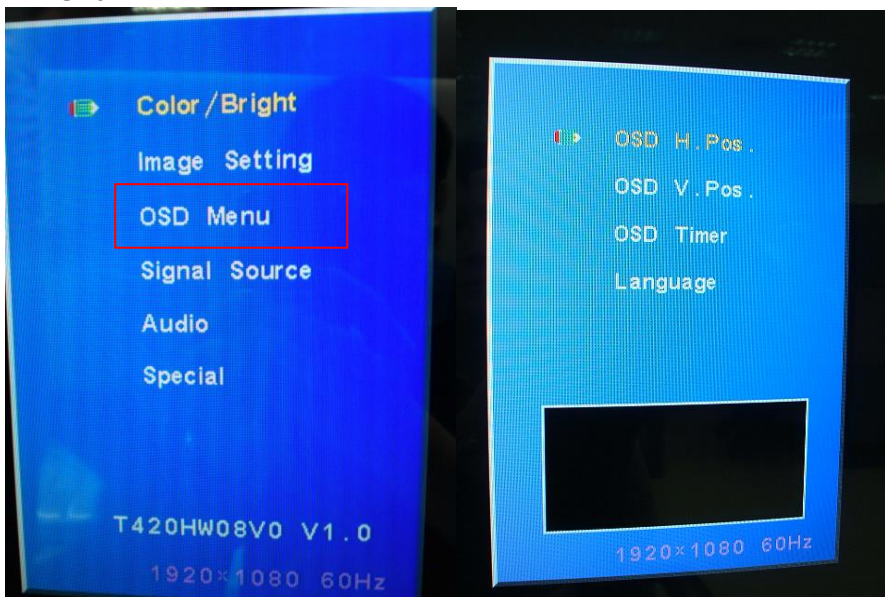 Color/Bright
Image Setting
OSD Menu
Signal Source
Audio
Special
T420HW08V0 V1.0
1920×1080 60Hz
OSD H.Pos.
OSD V.Pos.
OSD Timer
Language
1920×1080 60Hz